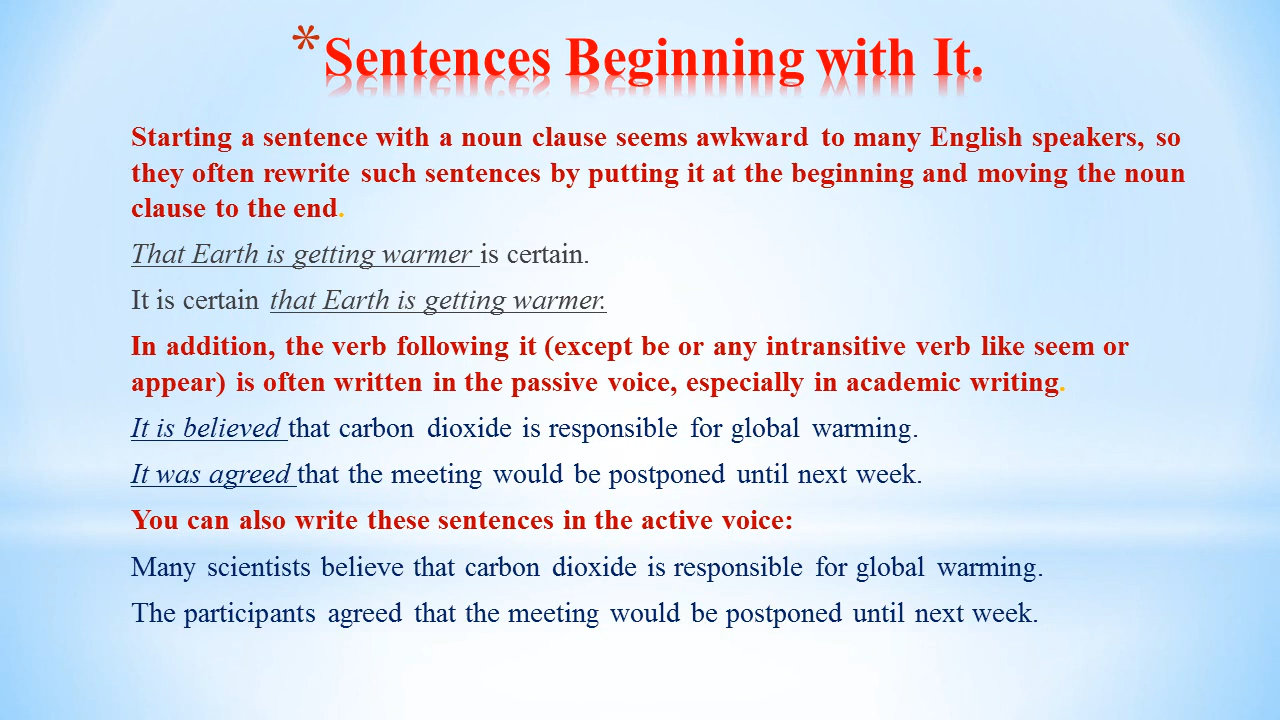 * Sentences Beginning with It.
Starting a sentence with a noun clause seems awkward to many English speakers, so
they often rewrite such sentences by putting it at the beginning and moving the noun
clause to the end.
That Earth is getting warmer is certain.
It is certain that Earth is getting warmer.
In addition, the verb following it (except be or any intransitive verb like seem or
appear) is often written in the passive voice, especially in academic writing.
It is believed that carbon dioxide is responsible for global warming.
It was agreed that the meeting would be postponed until next week.
You can also write these sentences in the active voice:
Many scientists believe that carbon dioxide is responsible for global warming.
The participants agreed that the meeting would be postponed until next week.